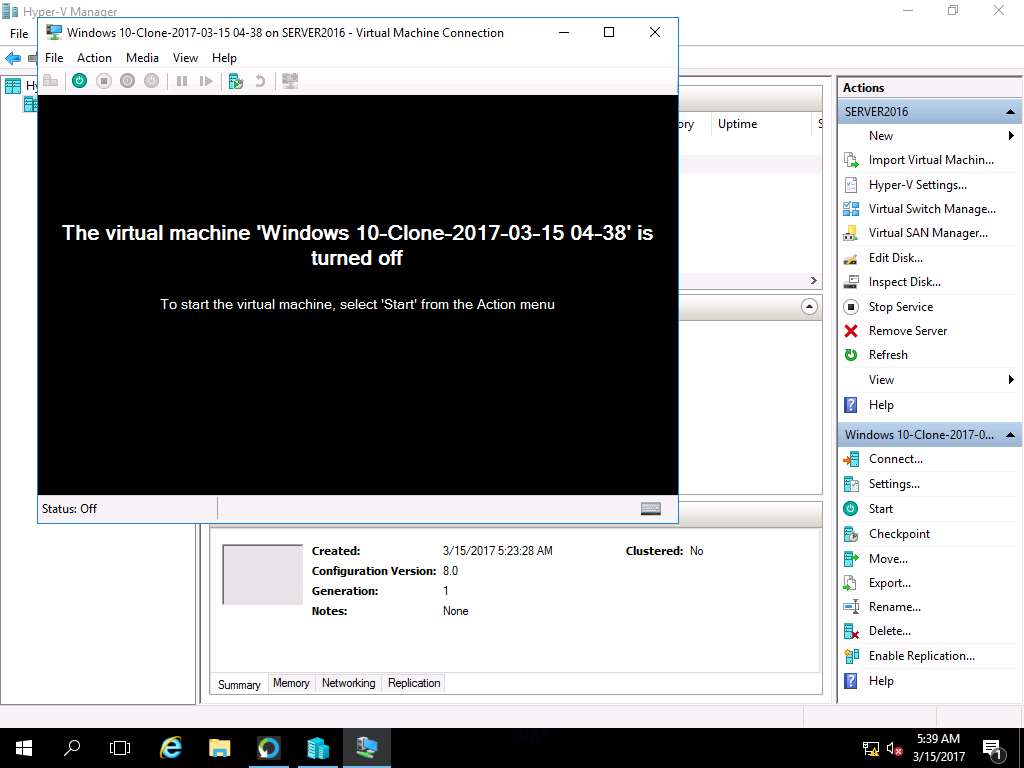 Hyper-V Manager
File
Windows 10-Clone-2017-03-15 04-38 on SERVER2016 - Virtual Machine Connection
File Action Media View Help
Hy
The virtual machine 'Windows 10-Clone-2017-03-15 04-38' is
turned off
To start the virtual machine, select 'Start' from the Action menu
Status: Off
ory Uptime S
Created: 3/15/2017 5:23:28 AM Clustered: No
Configuration Version: 8.0
Generation: 1
Notes: None
Summary Memory Networking Replication
Actions
SERVER2016
New
Import Virtual Machin...
Hyper-V Settings...
Virtual Switch Manage...
Virtual SAN Manager...
Edit Disk...
Inspect Disk...
Stop Service
Remove Server
Refresh
View
Help
Windows 10-Clone-2017-0...
Connect...
Settings...
Start
Checkpoint
Move...
Export...
Rename...
Delete...
Enable Replication...
Help
5:39 AM
3/15/2017
1